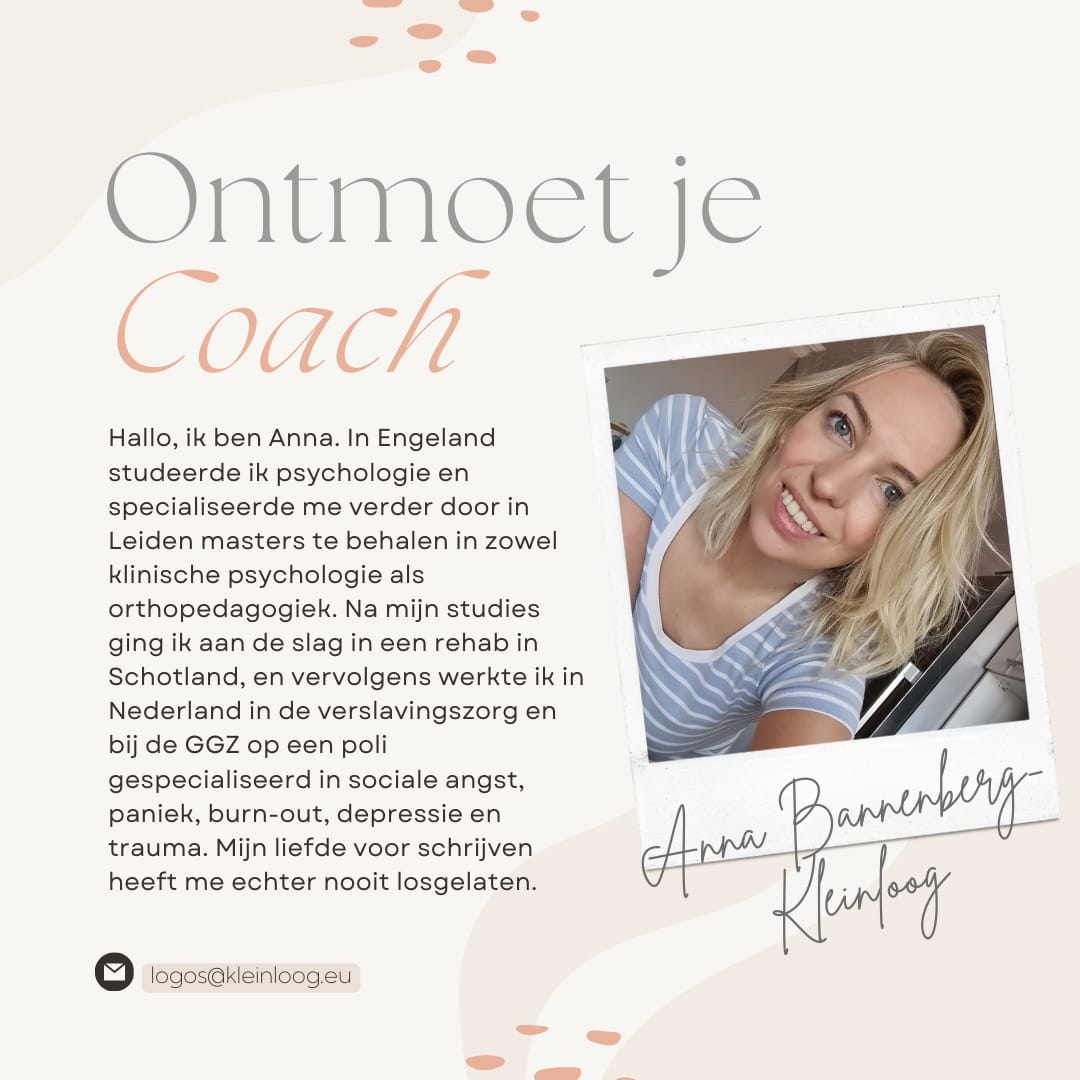 Ontmoet je
Coach
Hallo, ik ben Anna. In Engeland
studeerde ik psychologie en
specialiseerde me verder door in
Leiden masters te behalen in zowel
klinische psychologie als
orthopedagogiek. Na mijn studies
ging ik aan de slag in een rehab in
Schotland, en vervolgens werkte ik in
Nederland in de verslavingszorg en
bij de GGZ op een poli
gespecialiseerd in sociale angst,
paniek, burn-out, depressie en
trauma. Mijn liefde voor schrijven
heeft me echter nooit losgelaten.
Anna Bannenberg-
Kleinloog
logos@kleinloog.eu